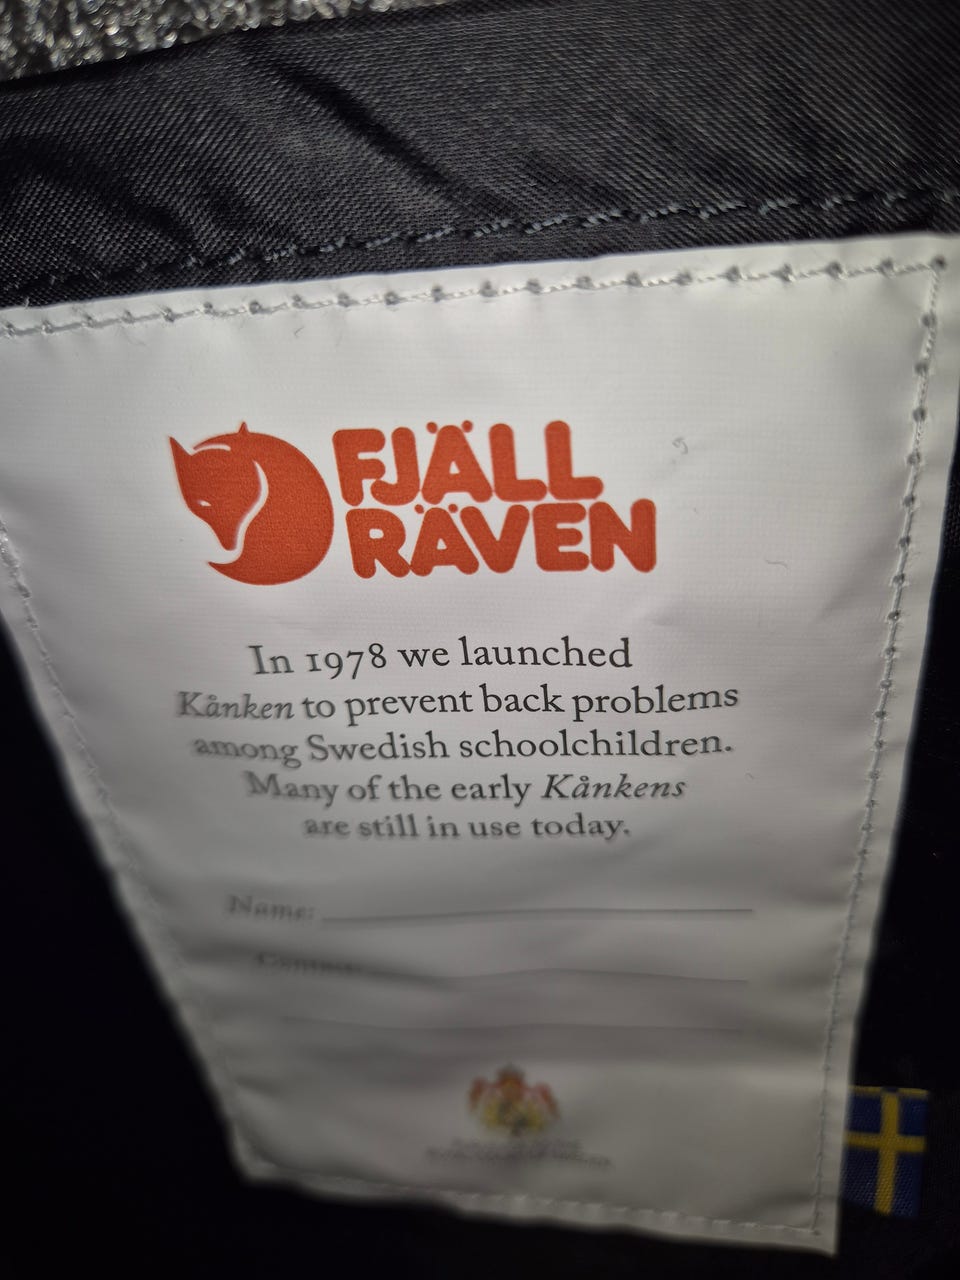 FJÄLL
RÄVEN
In 1978 we launched
Kånken to prevent back problems
among Swedish schoolchildren.
Many of the early Kånkens
are still in use today.
Name:
Contact: